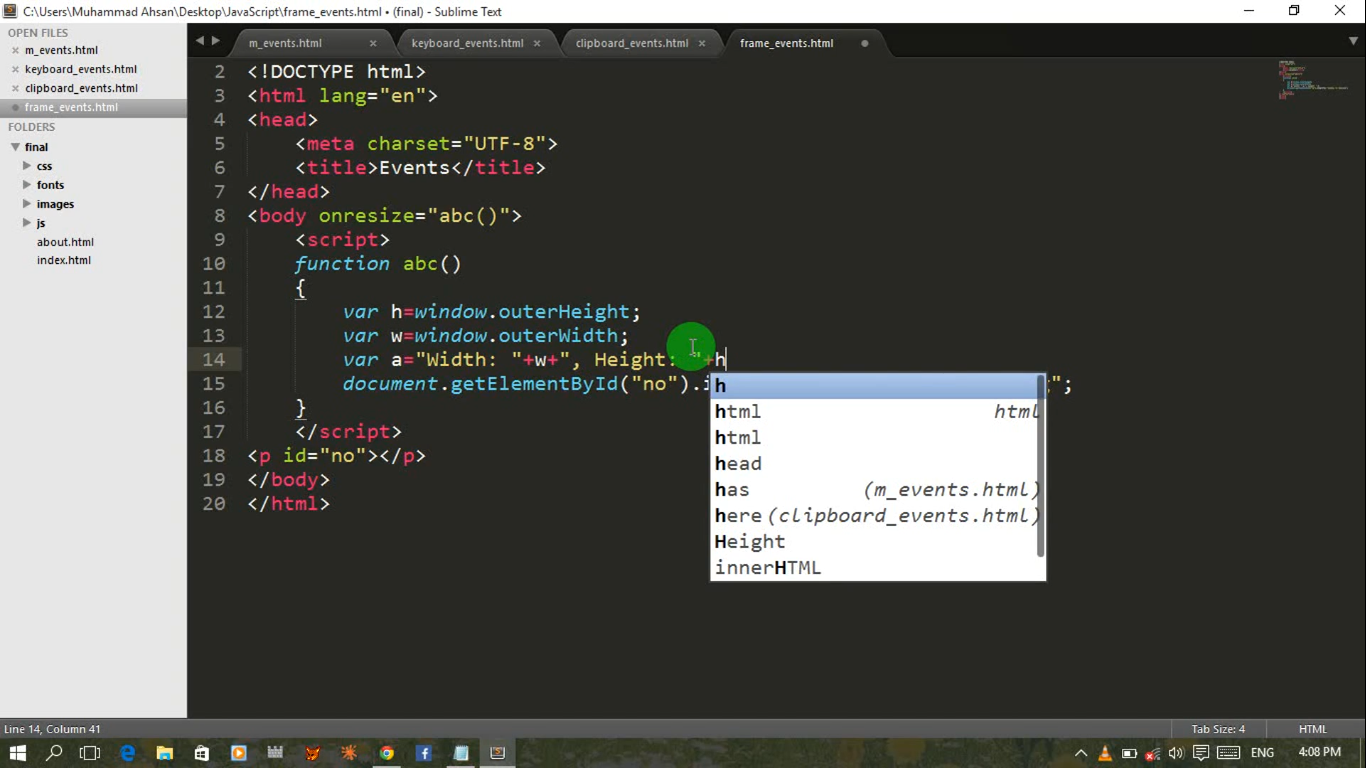 C:\Users\Muhammad Ahsan\Desktop\JavaScript\frame_events.html • (final) - Sublime Text
OPEN FILES
m_events.html
keyboard_events.html
clipboard_events.html
frame_events.html
FOLDERS
final
css
fonts
images
js
about.html
index.html
m_events.html
keyboard_events.html
clipboard_events.html
frame_events.html
2 <!DOCTYPE html>
3 <html lang="en">
4 <head>
5 <meta charset="UTF-8">
6 <title>Events</title>
7 </head>
8 <body onresize="abc()">
9 <script>
10 function abc()
11 {
12 var h=window.outerHeight;
13 var w=window.outerWidth;
14 var a="Width: "+w+", Height: "+h
15 document.getElementById("no").i ";
16 }
17 </script>
18 <p id="no"></p>
19 </body>
20 </html>
h
html html
html
head
has (m_events.html)
here (clipboard_events.html)
Height
innerHTML
Line 14, Column 41
Tab Size: 4
HTML
ENG
4:08 PM